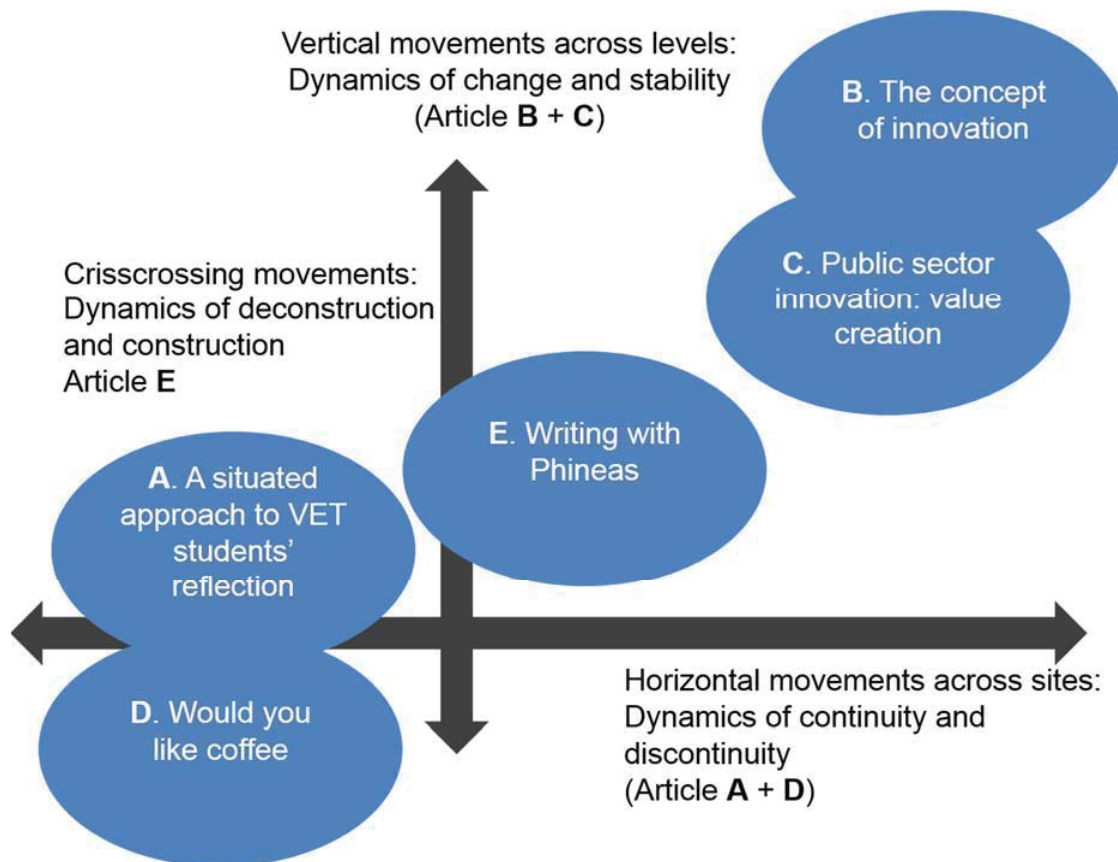 Vertical movements across levels:
Dynamics of change and stability
(Article B + C)
B. The concept
of innovation
C. Public sector
innovation: value
creation
Crisscrossing movements:
Dynamics of deconstruction
and construction
Article E
E. Writing with
Phineas
A. A situated
approach to VET
students’
reflection
D. Would you
like coffee
Horizontal movements across sites:
Dynamics of continuity and
discontinuity
(Article A + D)